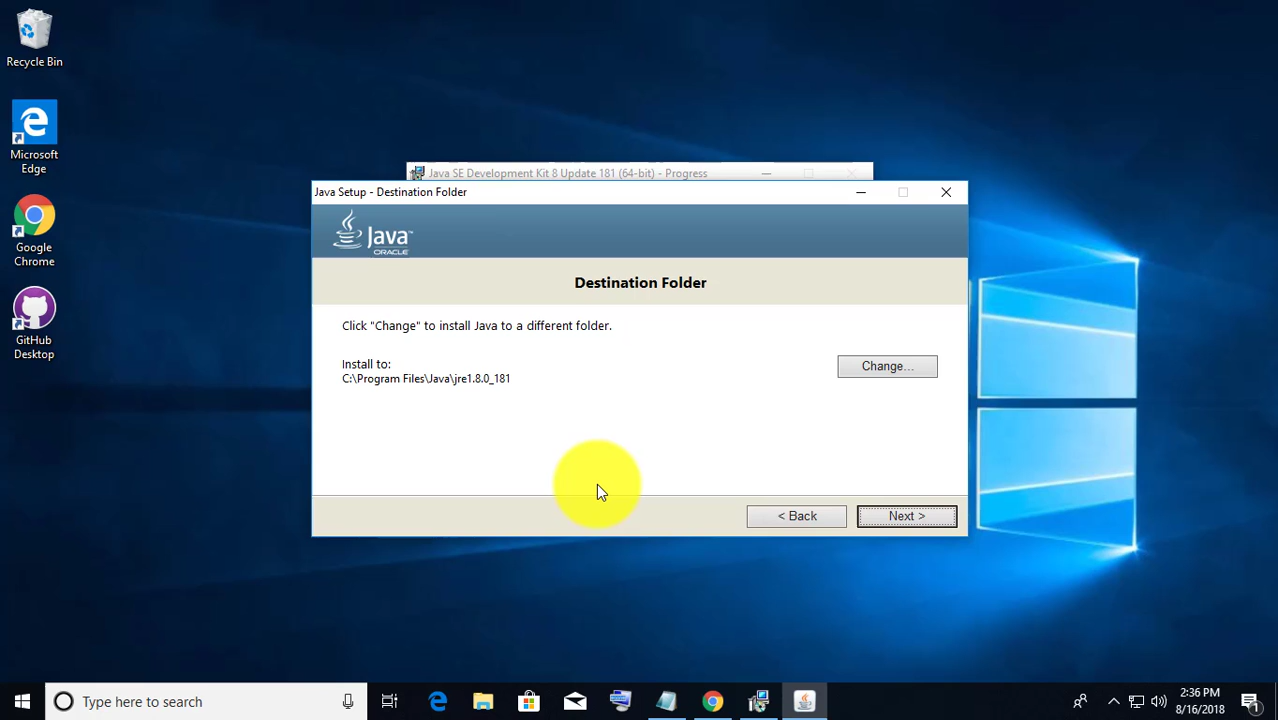 Recycle Bin
Microsoft
Edge
Google
Chrome
GitHub
Desktop
Java SE Development Kit 8 Update 181 (64-bit) - Progress
Java Setup - Destination Folder
Java™
ORACLE
Destination Folder
Click "Change" to install Java to a different folder.
Install to:
C:\Program Files\Java\jre1.8.0_181
Change...
< Back
Next >
Type here to search
2:36 PM
8/16/2018
1